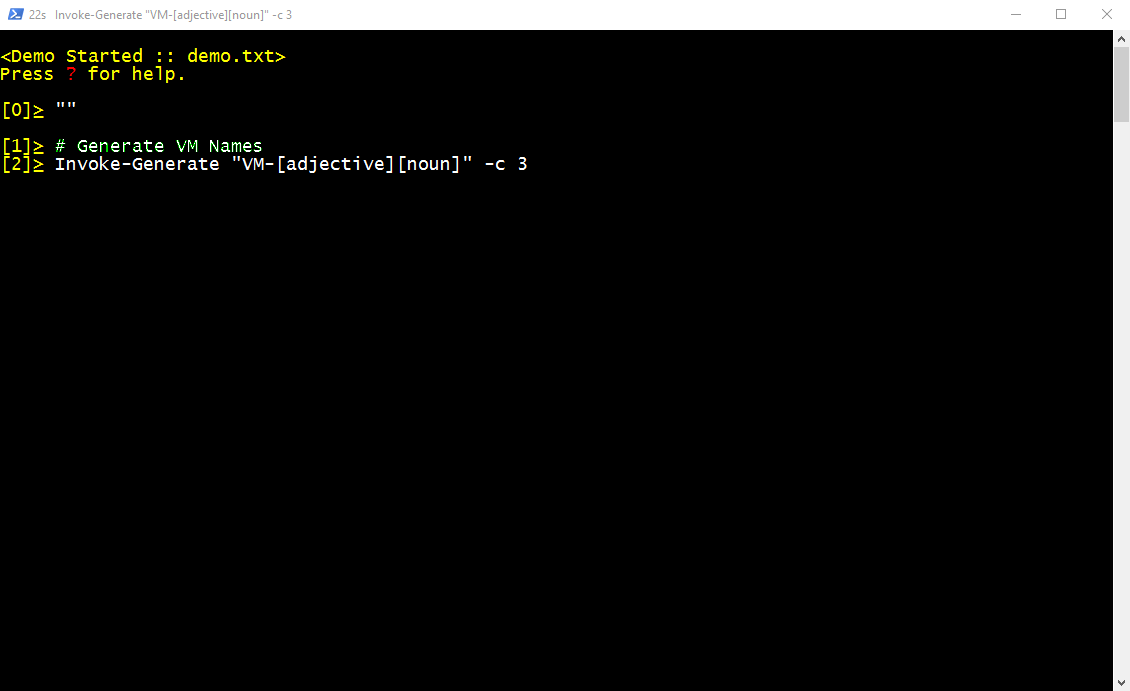 22s Invoke-Generate "VM-[adjective][noun]" -c 3
<Demo Started :: demo.txt>
Press ? for help.
[0]≥ ""
[1]≥ # Generate VM Names
[2]≥ Invoke-Generate "VM-[adjective][noun]" -c 3